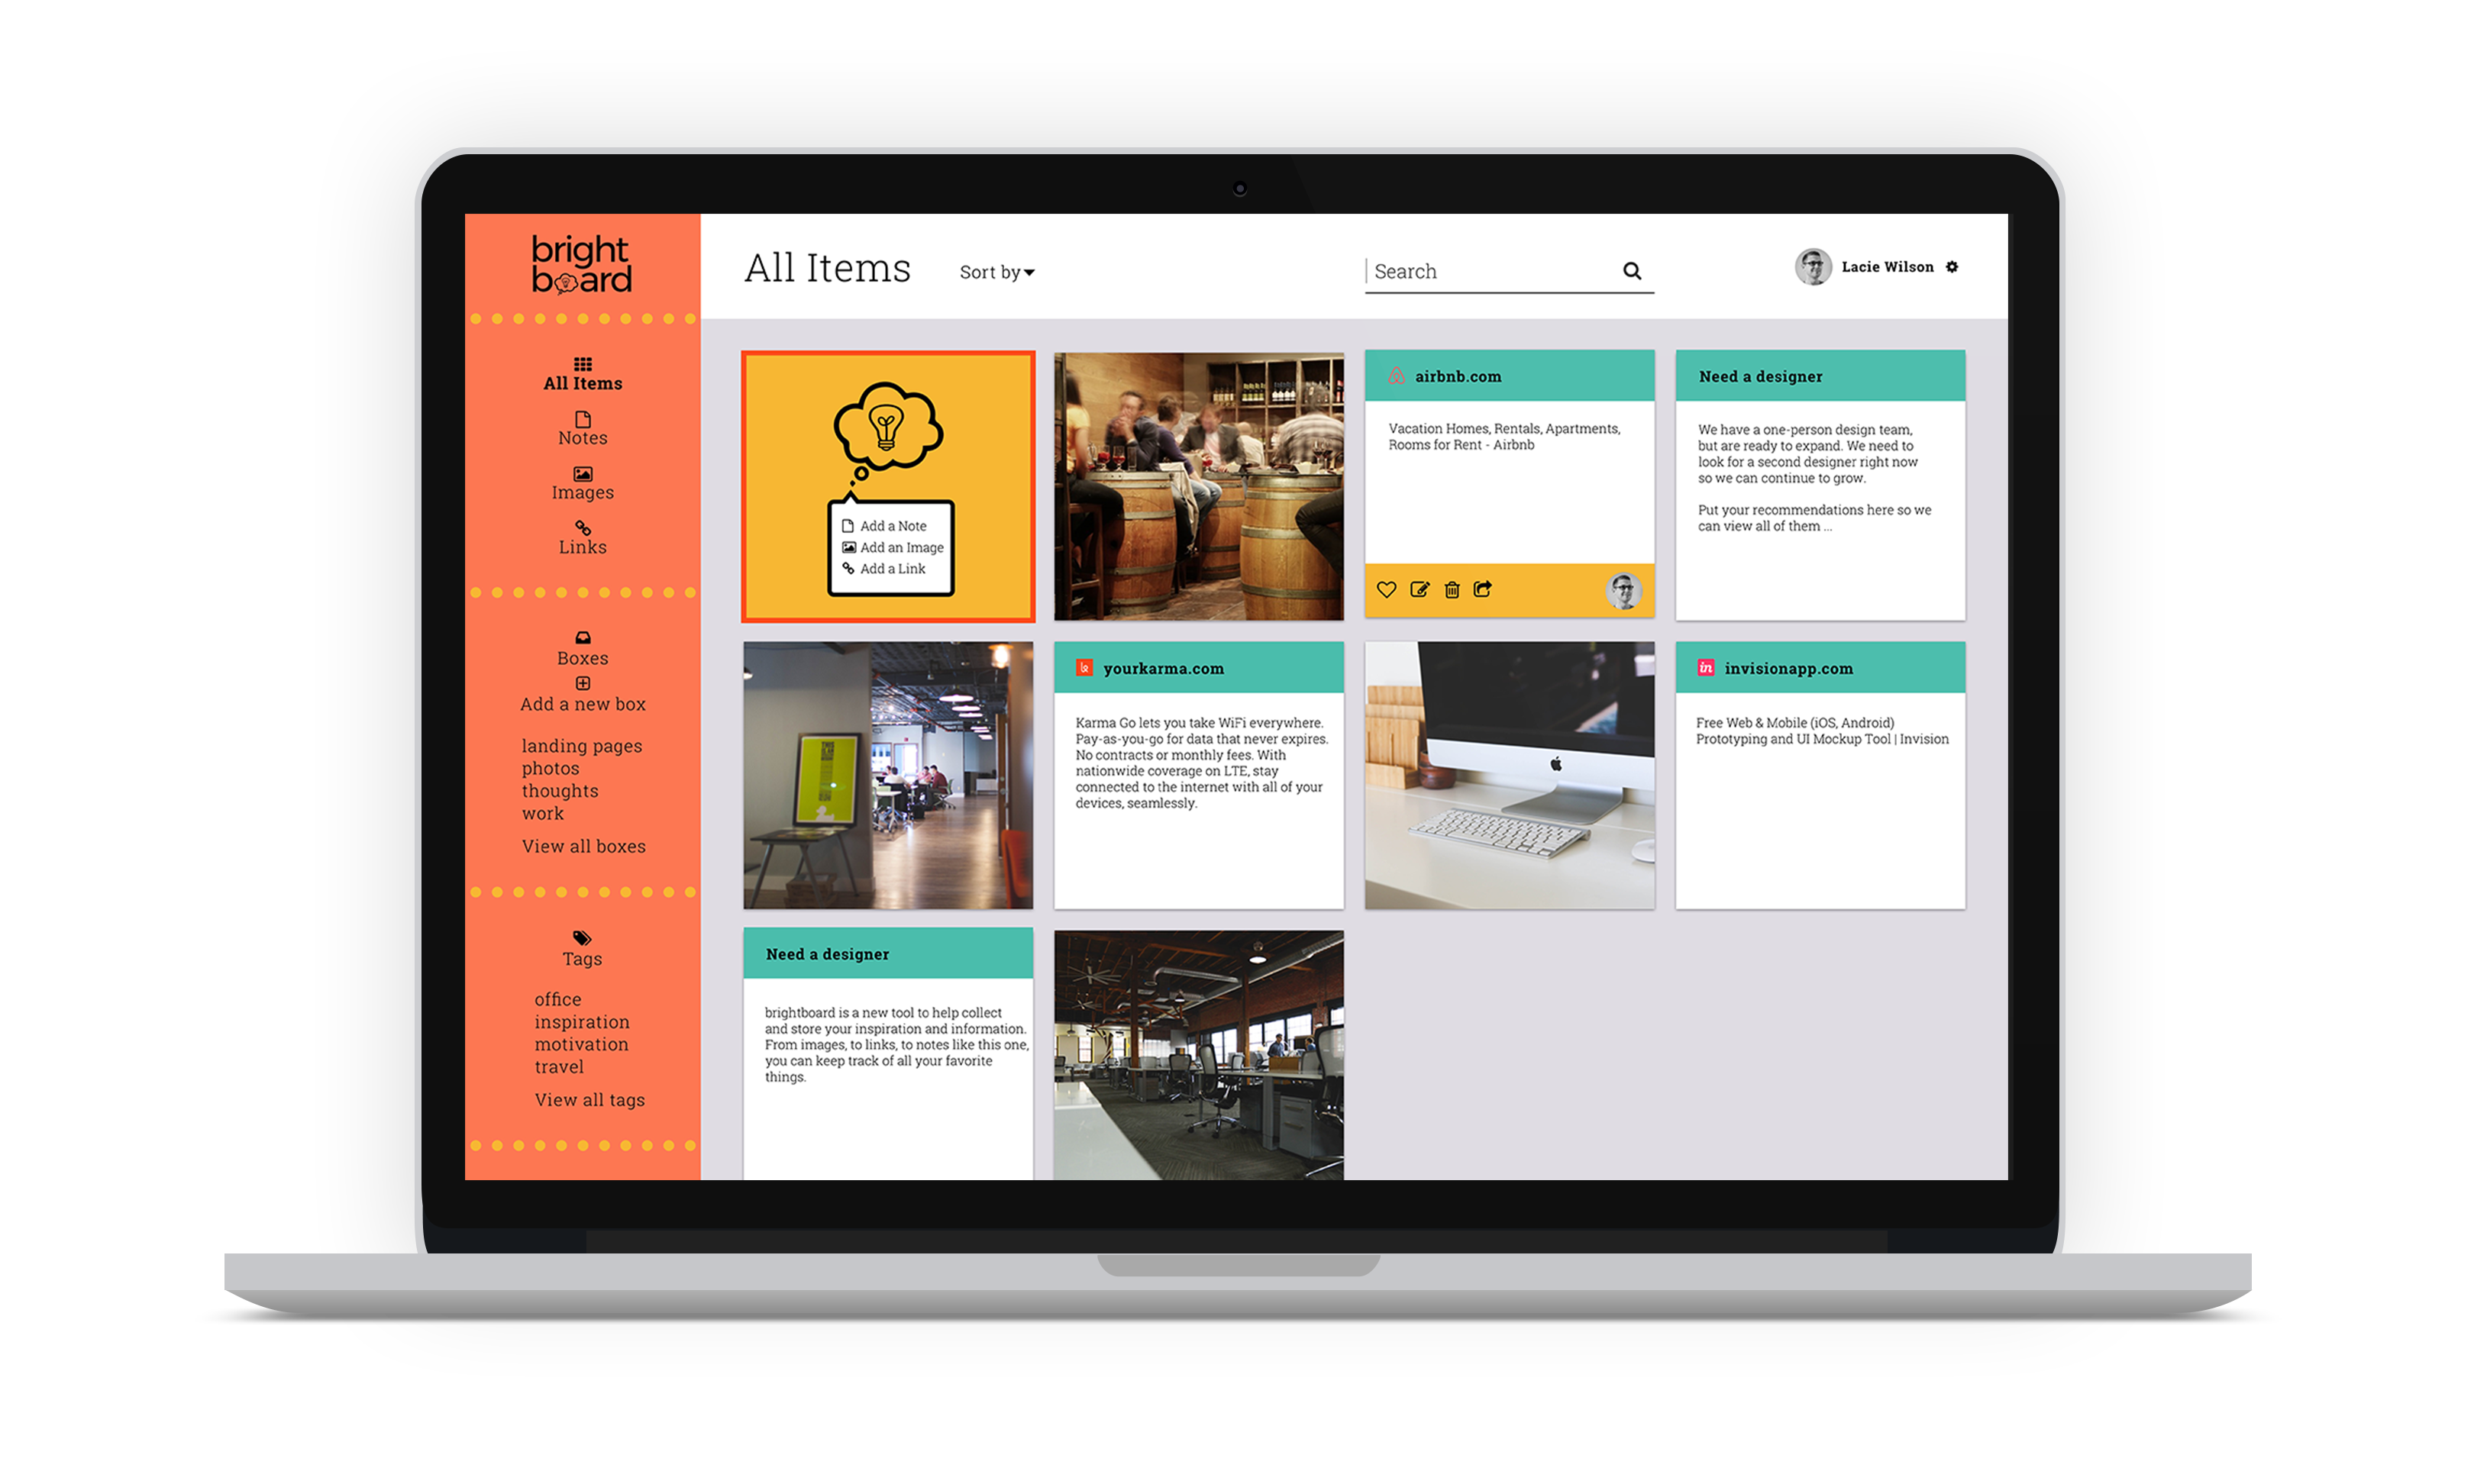 bright
board
All Items
Notes
Images
Links
Boxes
Add a new box
landing pages
photos
thoughts
work
View all boxes
Tags
office
inspiration
motivation
travel
View all tags
All Items
Sort by
Search
Lacie Wilson
Add a Note
Add an Image
Add a Link
airbnb.com
Vacation Homes, Rentals, Apartments,
Rooms for Rent - Airbnb
Need a designer
We have a one-person design team,
but are ready to expand. We need to
look for a second designer right now
so we can continue to grow.
Put your recommendations here so we
can view all of them ...
THIS
IS AN
yourkarma.com
Karma Go lets you take WiFi everywhere.
Pay-as-you-go for data that never expires.
No contracts or monthly fees. With
nationwide coverage on LTE, stay
connected to the internet with all of your
devices, seamlessly.
in invisionapp.com
Free Web & Mobile (iOS, Android)
Prototyping and UI Mockup Tool | Invision
Need a designer
brightboard is a new tool to help collect
and store your inspiration and information.
From images, to links, to notes like this one,
you can keep track of all your favorite
things.